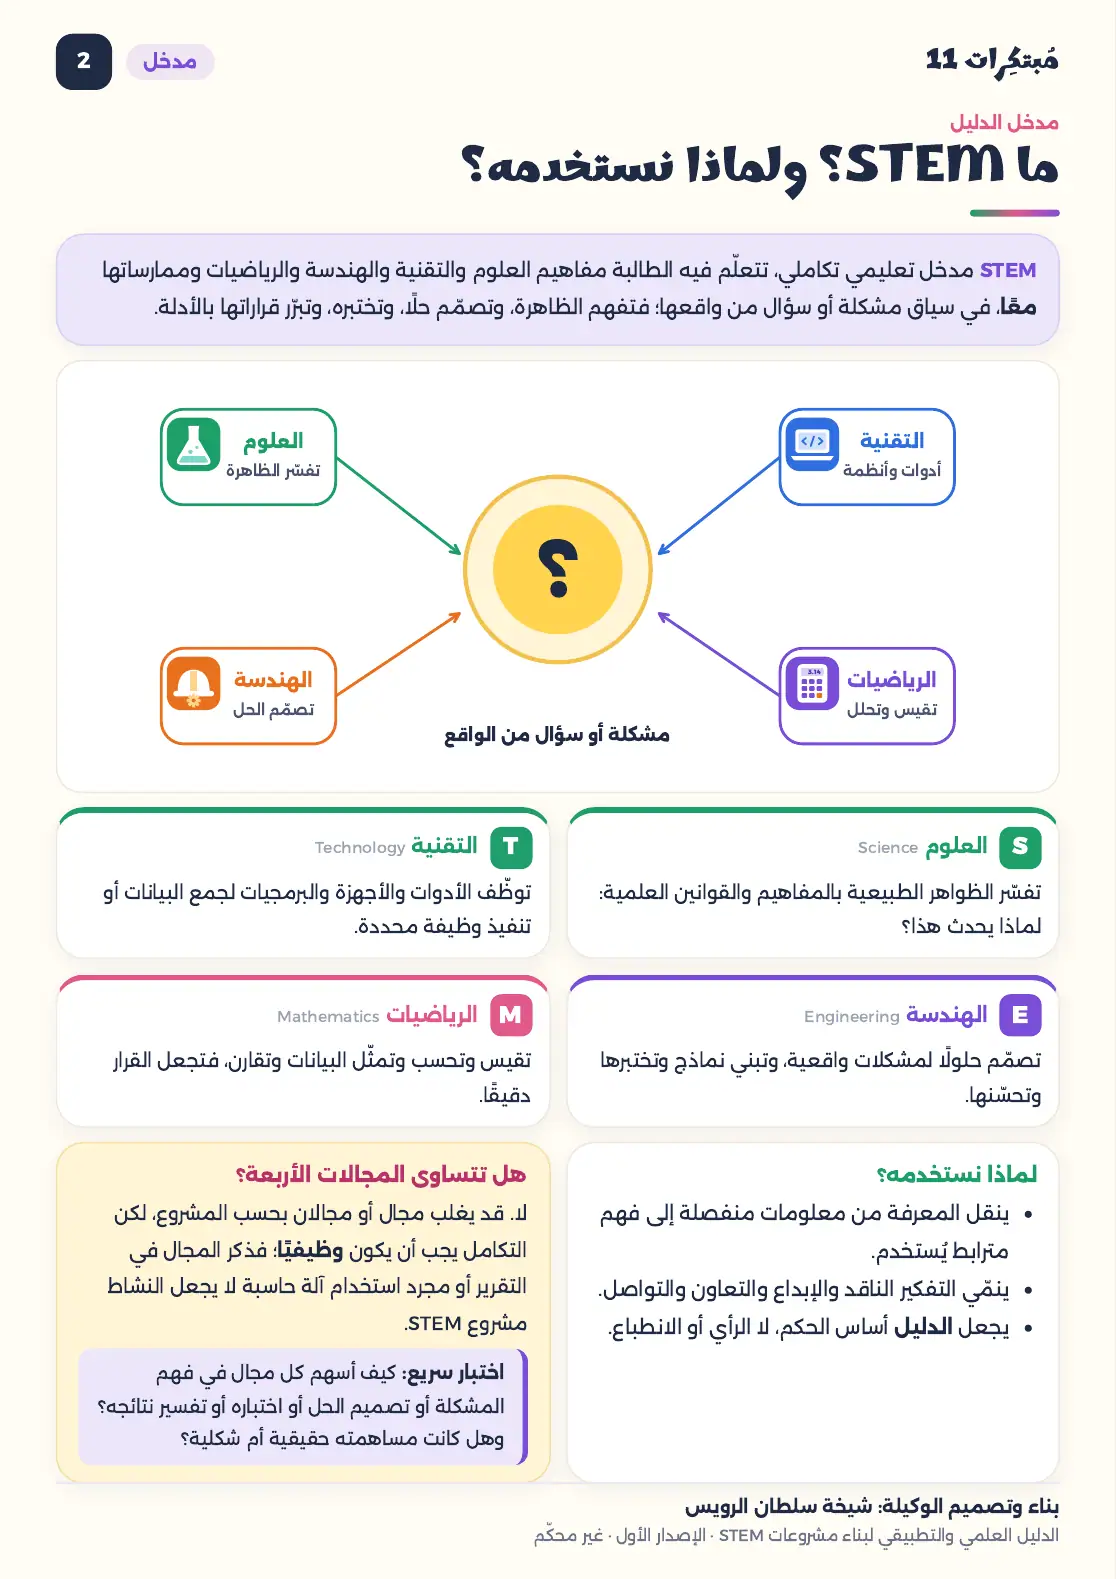 مُبتكِرات 11
مدخل
2
مدخل الدليل
ما STEM؟ ولماذا نستخدمه؟
STEM مدخل تعليمي تكاملي، تتعلّم فيه الطالبة مفاهيم العلوم والتقنية والهندسة والرياضيات وممارساتها
معًا، في سياق مشكلة أو سؤال من واقعها؛ فتفهم الظاهرة، وتصمّم حلًا، وتختبره، وتبرّر قراراتها بالأدلة.
التقنية
أدوات وأنظمة
</>
العلوم
تفسّر الظاهرة
؟
الرياضيات
تقيس وتحلل
3.14
الهندسة
تصمّم الحل
مشكلة أو سؤال من الواقع
S العلوم Science
تفسّر الظواهر الطبيعية بالمفاهيم والقوانين العلمية:
لماذا يحدث هذا؟
T التقنية Technology
توظّف الأدوات والأجهزة والبرمجيات لجمع البيانات أو
تنفيذ وظيفة محددة.
E الهندسة Engineering
تصمّم حلولًا لمشكلات واقعية، وتبني نماذج وتختبرها
وتحسّنها.
M الرياضيات Mathematics
تقيس وتحسب وتمثّل البيانات وتقارن، فتجعل القرار
دقيقًا.
لماذا نستخدمه؟
• ينقل المعرفة من معلومات منفصلة إلى فهم
مترابط يُستخدم.
• ينمّي التفكير الناقد والإبداع والتعاون والتواصل.
• يجعل الدليل أساس الحكم، لا الرأي أو الانطباع.
هل تتساوى المجالات الأربعة؟
لا. قد يغلب مجال أو مجالان بحسب المشروع، لكن
التكامل يجب أن يكون وظيفيًا؛ فذكر المجال في
التقرير أو مجرد استخدام آلة حاسبة لا يجعل النشاط
مشروع STEM.
اختبار سريع: كيف أسهم كل مجال في فهم
المشكلة أو تصميم الحل أو اختباره أو تفسير نتائجه؟
وهل كانت مساهمته حقيقية أم شكلية؟
بناء وتصميم الوكيلة: شيخة سلطان الرويس
الدليل العلمي والتطبيقي لبناء مشروعات STEM · الإصدار الأول · غير محكّم